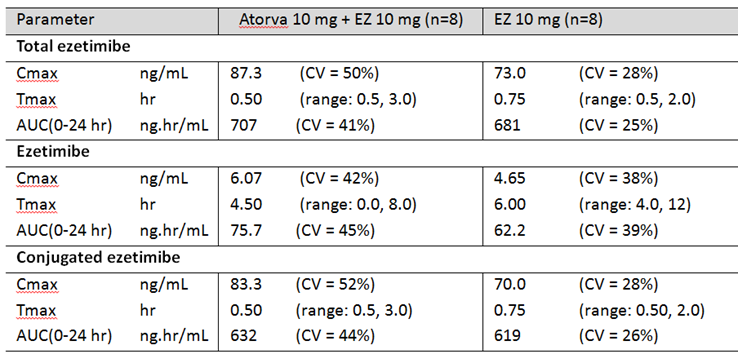 Parameter Atorva 10 mg + EZ 10 mg (n=8) EZ 10 mg (n=8)
Total ezetimibe
Cmax ng/mL 87.3 (CV = 50%) 73.0 (CV = 28%)
Tmax hr 0.50 (range: 0.5, 3.0) 0.75 (range: 0.5, 2.0)
AUC(0-24 hr) ng.hr/mL 707 (CV = 41%) 681 (CV = 25%)
Ezetimibe
Cmax ng/mL 6.07 (CV = 42%) 4.65 (CV = 38%)
Tmax hr 4.50 (range: 0.0, 8.0) 6.00 (range: 4.0, 12)
AUC(0-24 hr) ng.hr/mL 75.7 (CV = 45%) 62.2 (CV = 39%)
Conjugated ezetimibe
Cmax ng/mL 83.3 (CV = 52%) 70.0 (CV = 28%)
Tmax hr 0.50 (range: 0.5, 3.0) 0.75 (range: 0.50, 2.0)
AUC(0-24 hr) ng.hr/mL 632 (CV = 44%) 619 (CV = 26%)